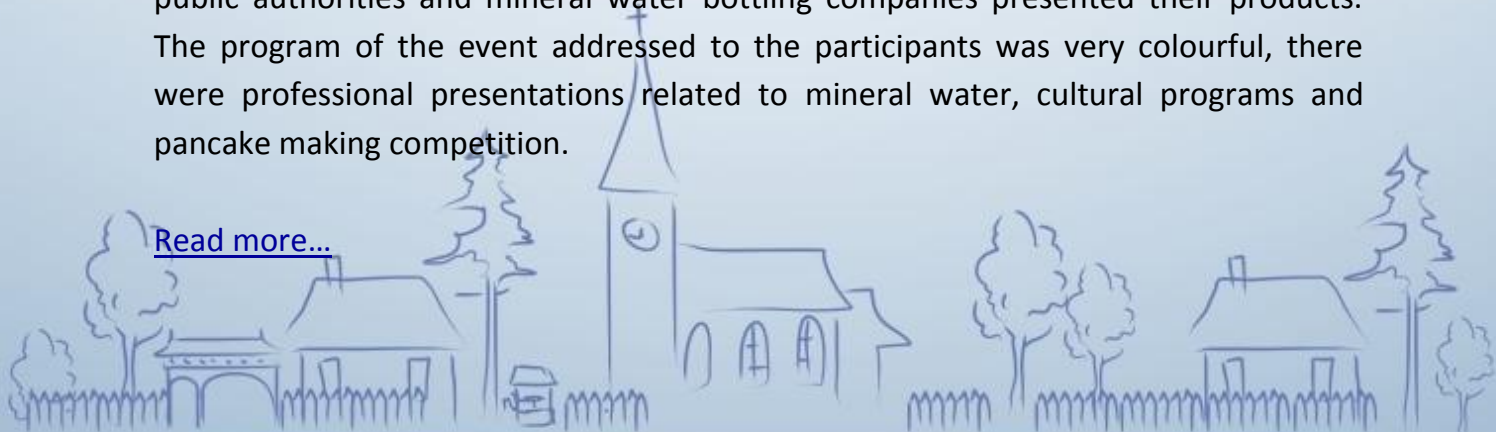 public authorities and mineral water bottling companies presented their products.
The program of the event addressed to the participants was very colourful, there
were professional presentations related to mineral water, cultural programs and
pancake making competition.
Read more…